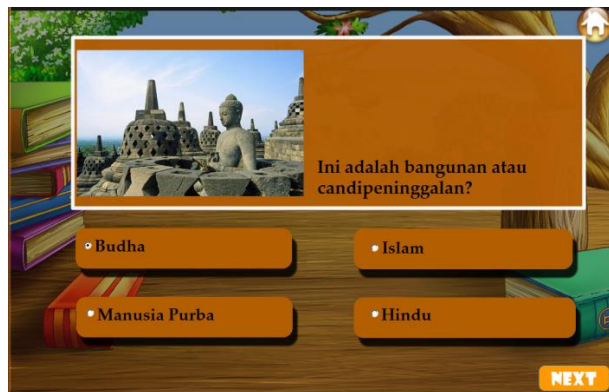 Ini adalah bangunan atau
candipeninggalan?
Budha
Islam
Manusia Purba
Hindu
NEXT